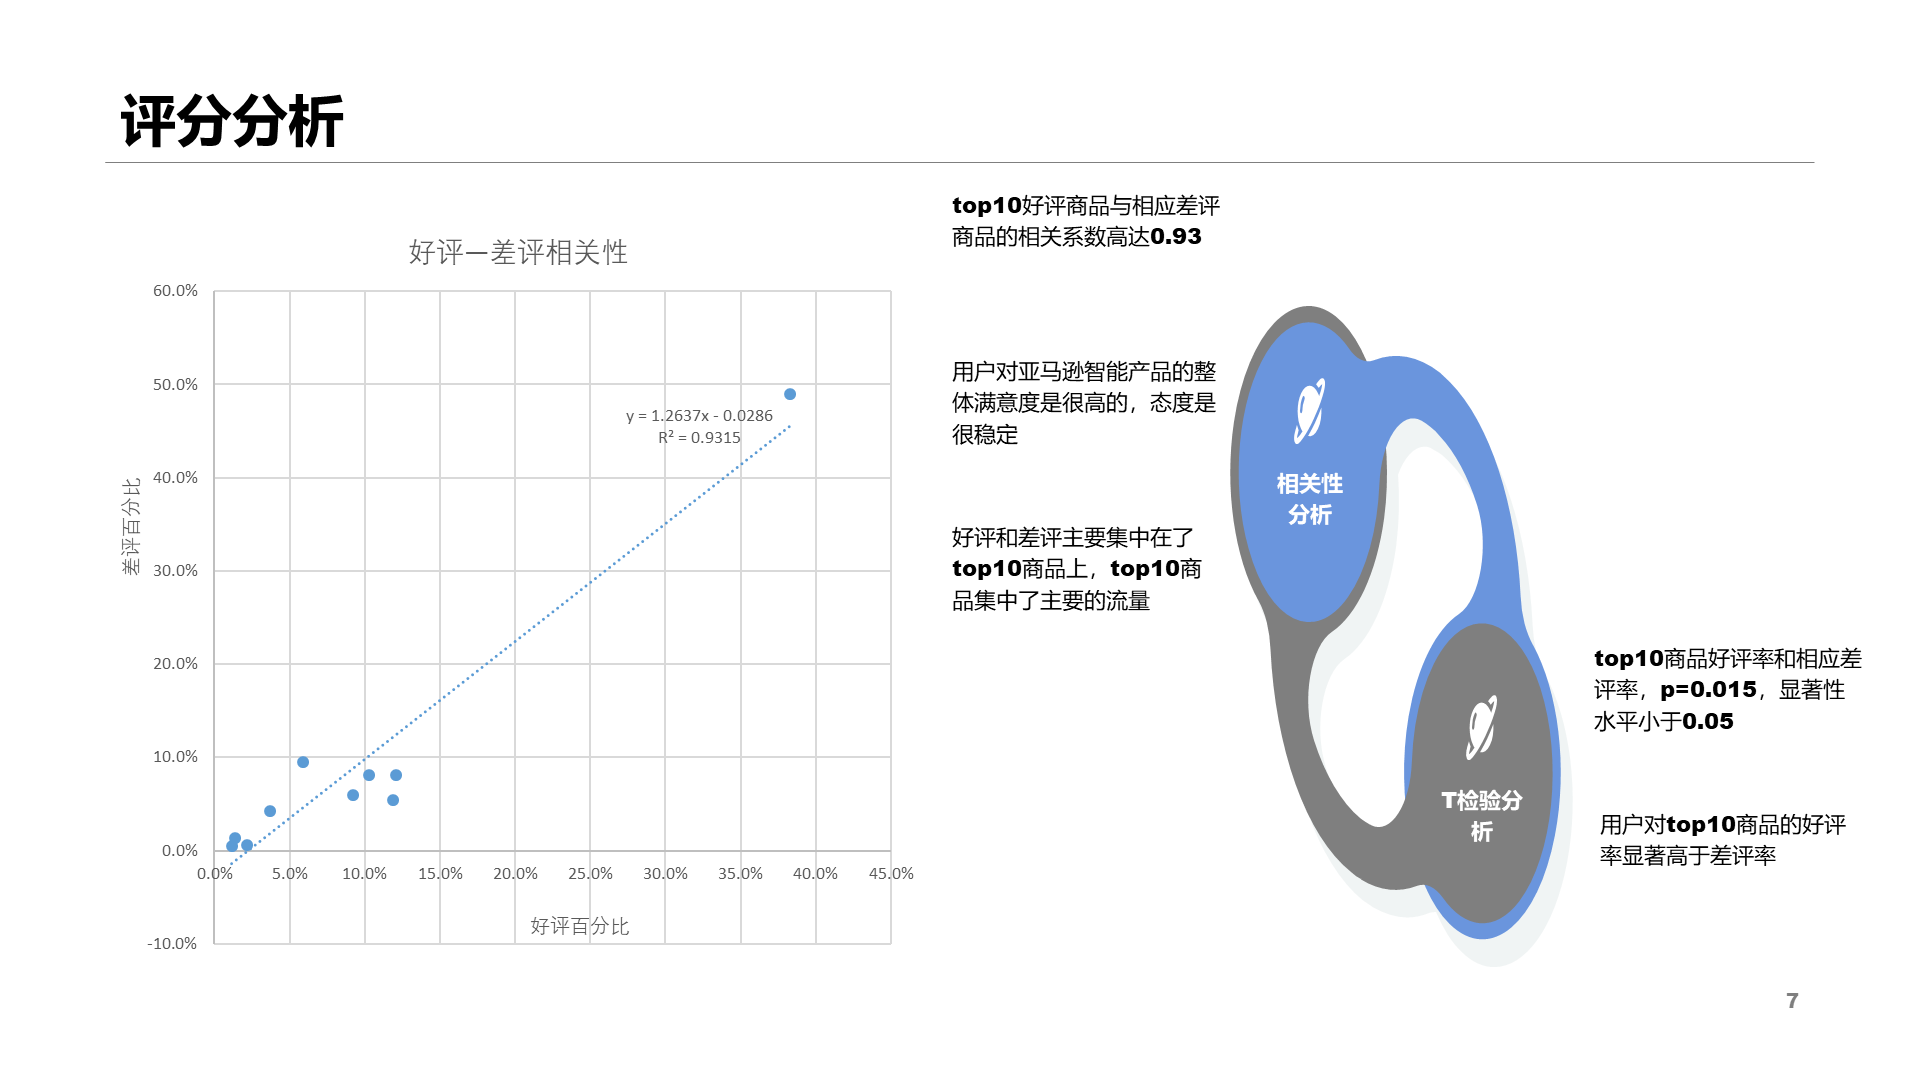 评分分析
好评—差评相关性
60.0%
50.0%
40.0%
30.0%
20.0%
10.0%
0.0%
-10.0%
差评百分比
y = 1.2637x - 0.0286
R² = 0.9315
0.0%
5.0%
10.0%
15.0%
20.0%
25.0%
30.0%
35.0%
40.0%
45.0%
好评百分比
top10好评商品与相应差评
商品的相关系数高达0.93
用户对亚马逊智能产品的整
体满意度是很高的，态度是
很稳定
好评和差评主要集中在了
top10商品上，top10商
品集中了主要的流量
相关性
分析
T检验分
析
top10商品好评率和相应差
评率，p=0.015，显著性
水平小于0.05
用户对top10商品的好评
率显著高于差评率
7